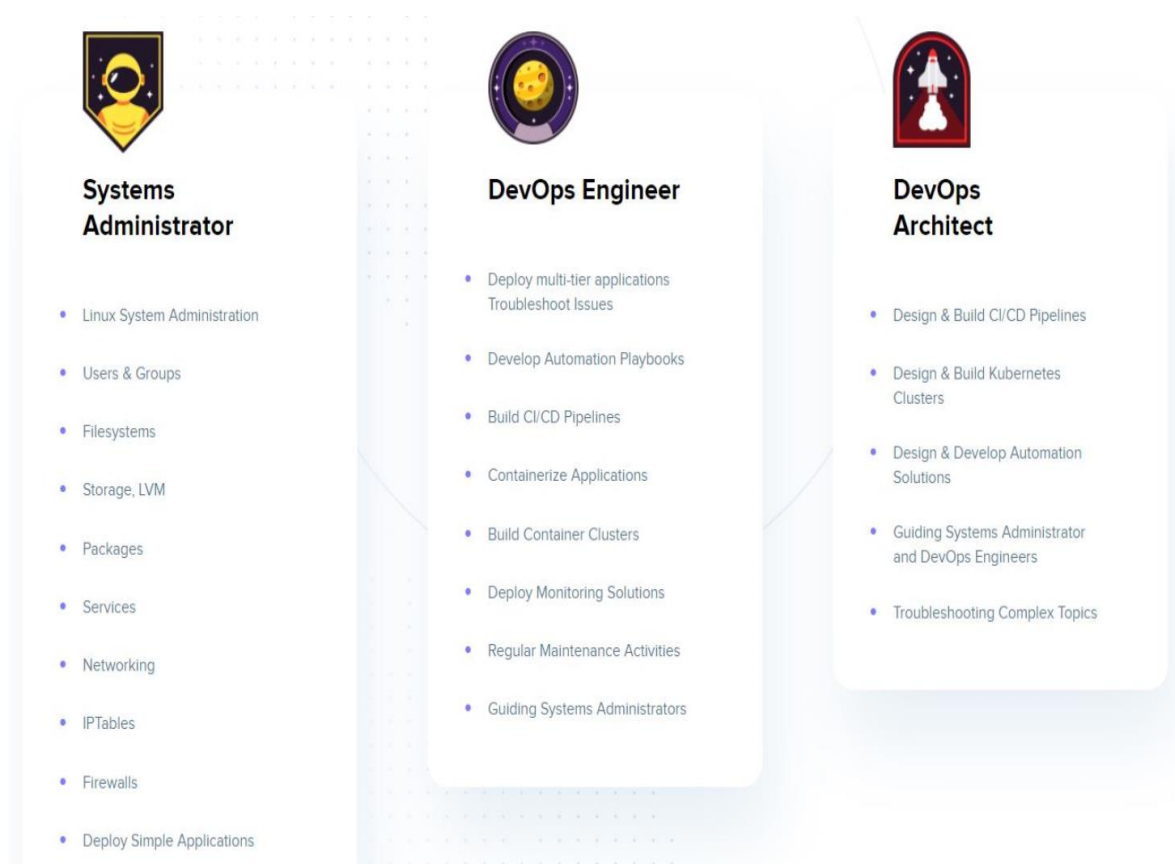 Systems
Administrator
Linux System Administration
Users & Groups
Filesystems
Storage, LVM
Packages
Services
Networking
IPTables
Firewalls
Deploy Simple Applications
DevOps Engineer
Deploy multi-tier applications
Troubleshoot Issues
Develop Automation Playbooks
Build CI/CD Pipelines
Containerize Applications
Build Container Clusters
Deploy Monitoring Solutions
Regular Maintenance Activities
Guiding Systems Administrators
DevOps
Architect
Design & Build CI/CD Pipelines
Design & Build Kubernetes
Clusters
Design & Develop Automation
Solutions
Guiding Systems Administrator
and DevOps Engineers
Troubleshooting Complex Topics